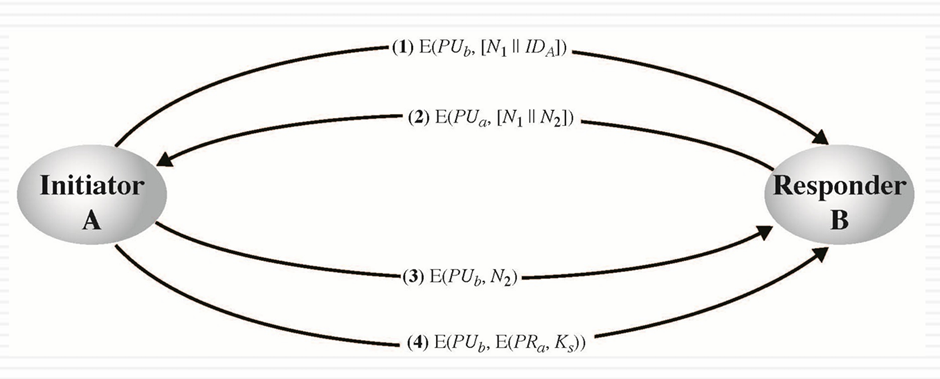 (1) E(PU_b, [N_1 || ID_A])
(2) E(PU_a, [N_1 || N_2])
Initiator
A
Responder
B
(3) E(PU_b, N_2)
(4) E(PU_b, E(PR_a, K_s))